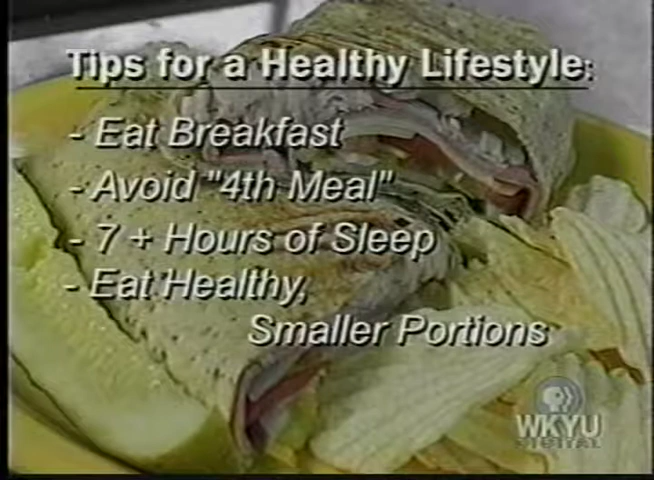 Tips for a Healthy Lifestyle:
- Eat Breakfast
- Avoid "4th Meal"
- 7 + Hours of Sleep
- Eat Healthy,
Smaller Portions
WKYU
DIGITAL